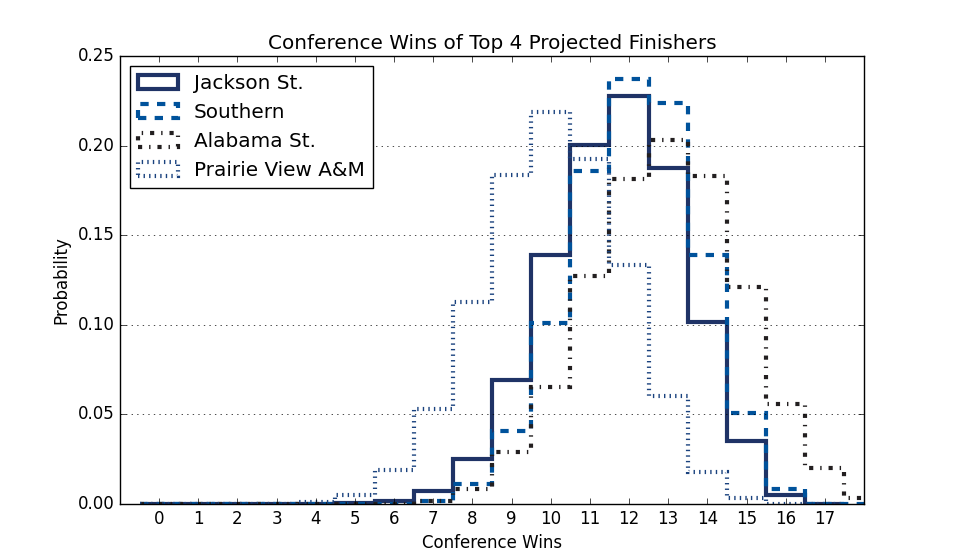 Conference Wins of Top 4 Projected Finishers
Jackson St.
Southern
Alabama St.
Prairie View A&M
0.25
0.20
0.15
0.10
0.05
0.00
Probability
0 1 2 3 4 5 6 7 8 9 10 11 12 13 14 15 16 17
Conference Wins